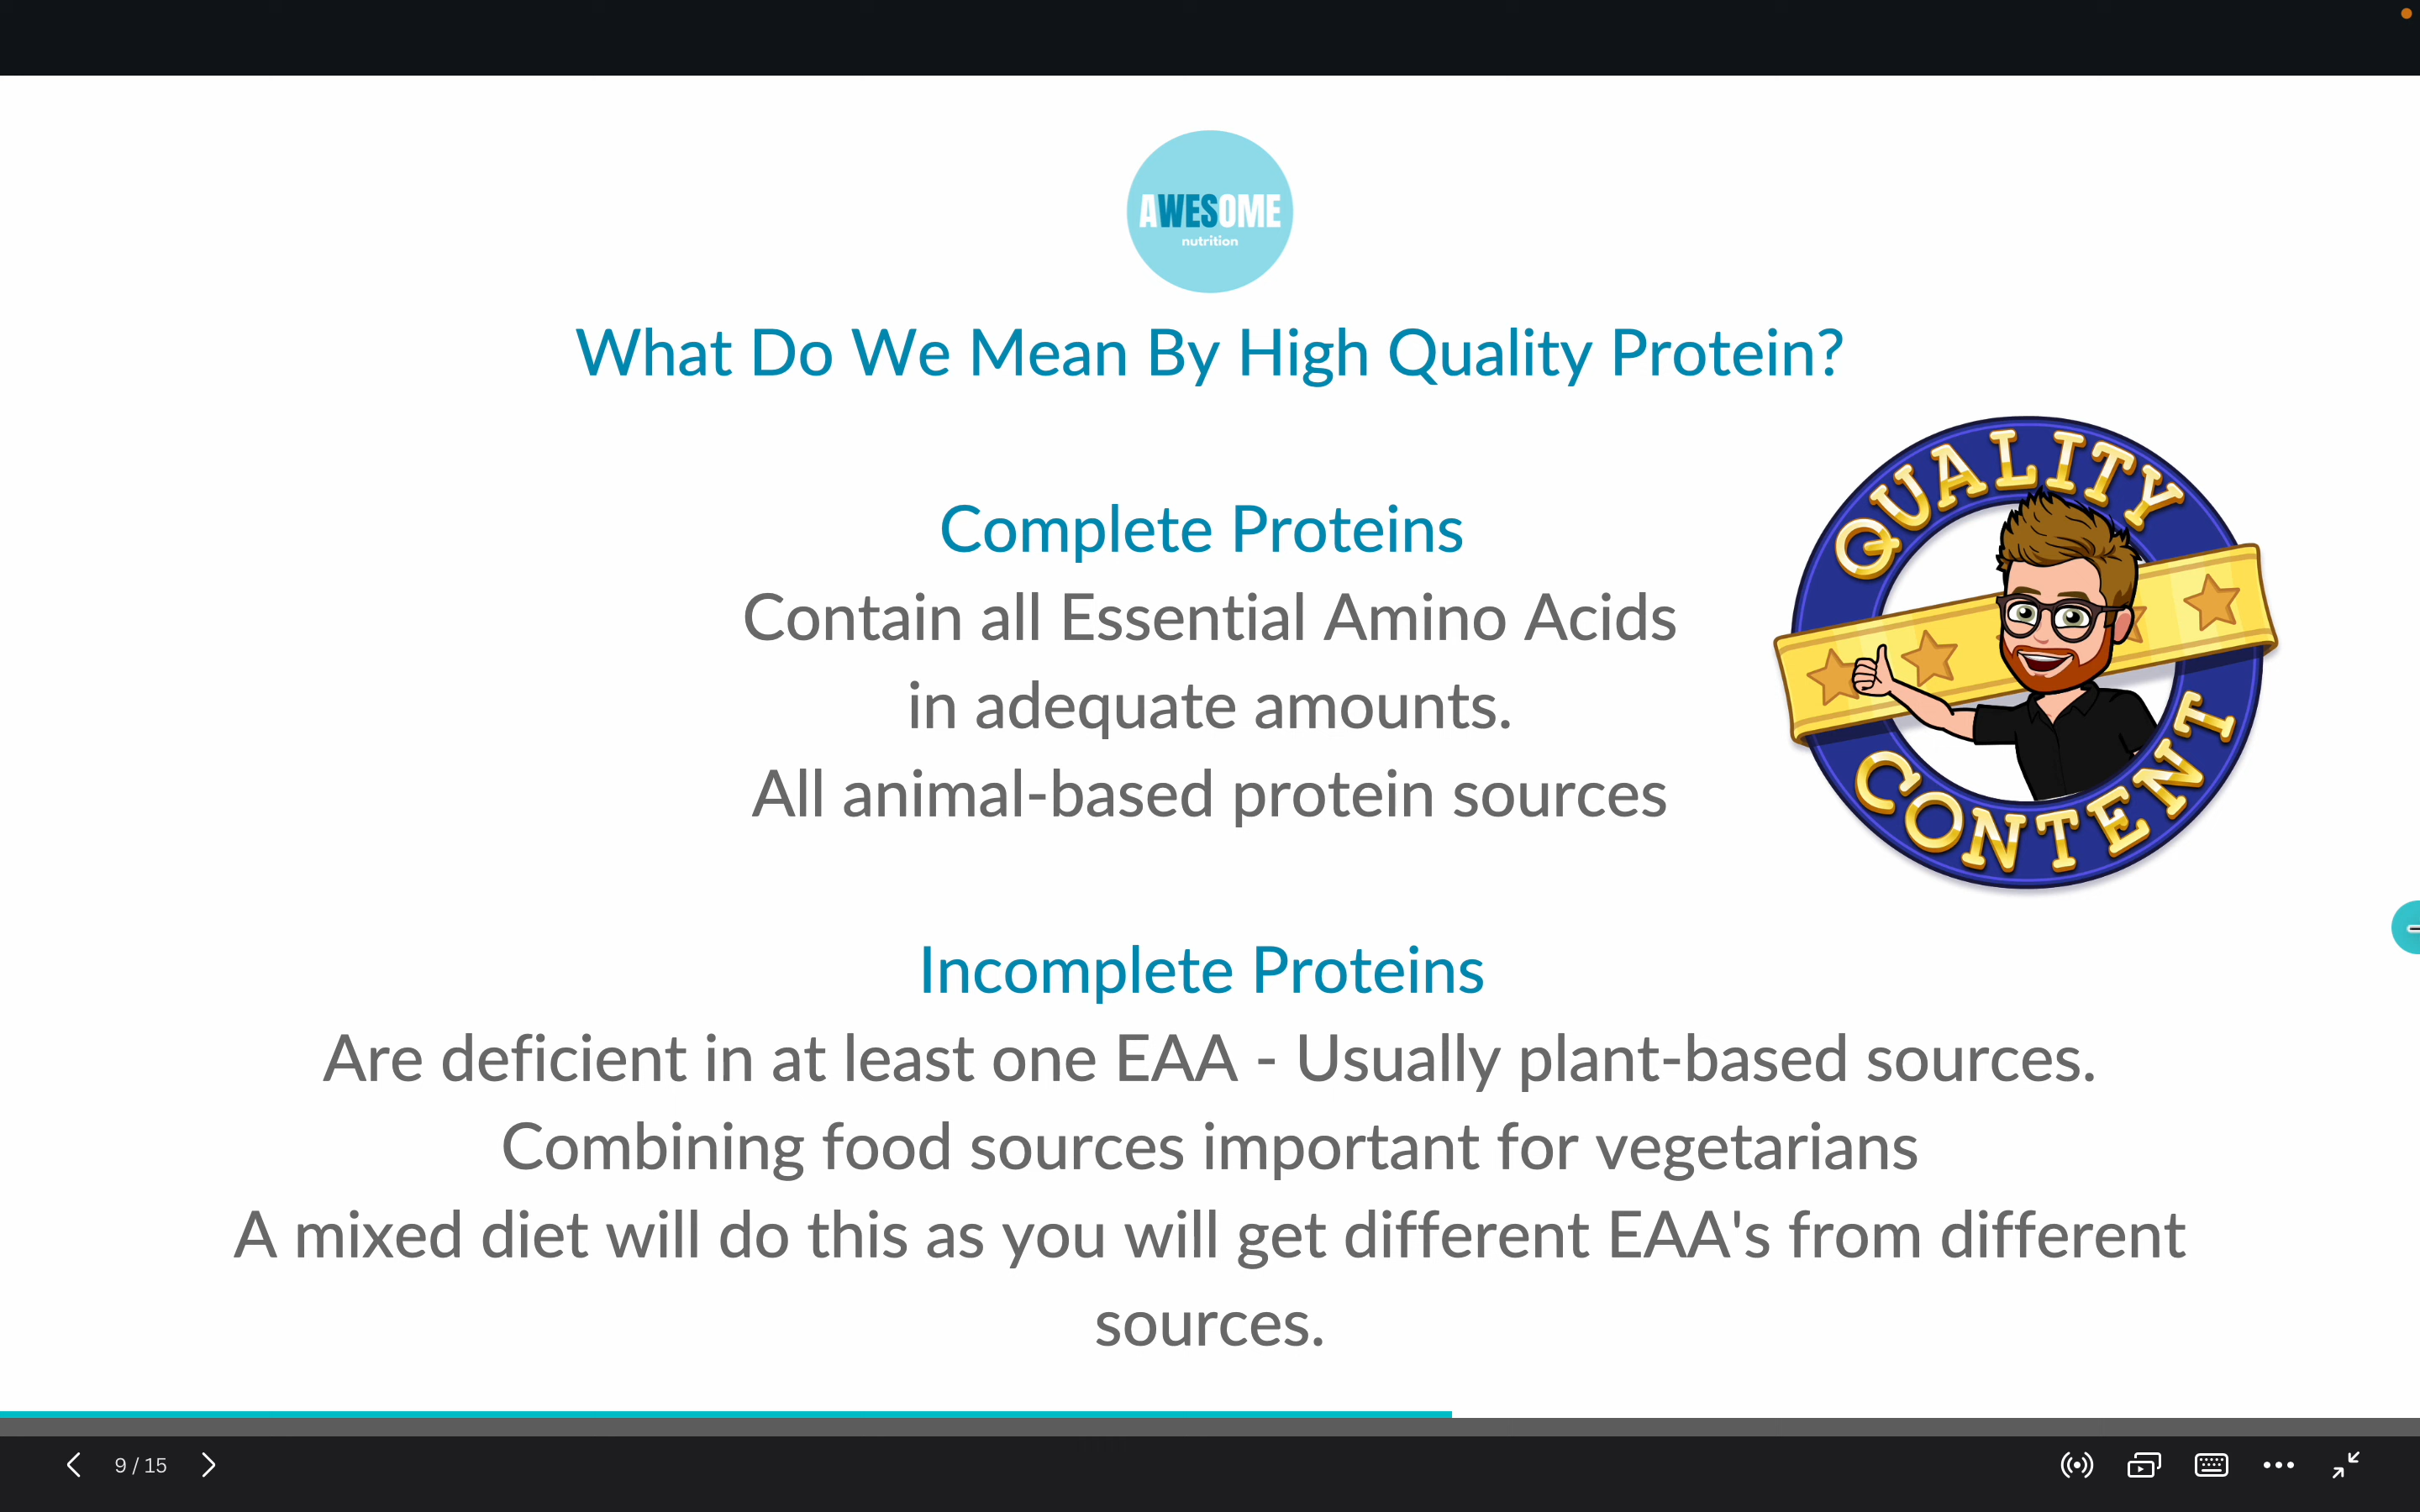 AWESOME
nutrition
What Do We Mean By High Quality Protein?
Complete Proteins
Contain all Essential Amino Acids
in adequate amounts.
All animal-based protein sources
QUALITY
CONTENT
Incomplete Proteins
Are deficient in at least one EAA - Usually plant-based sources.
Combining food sources important for vegetarians
A mixed diet will do this as you will get different EAA's from different
sources.
9 / 15